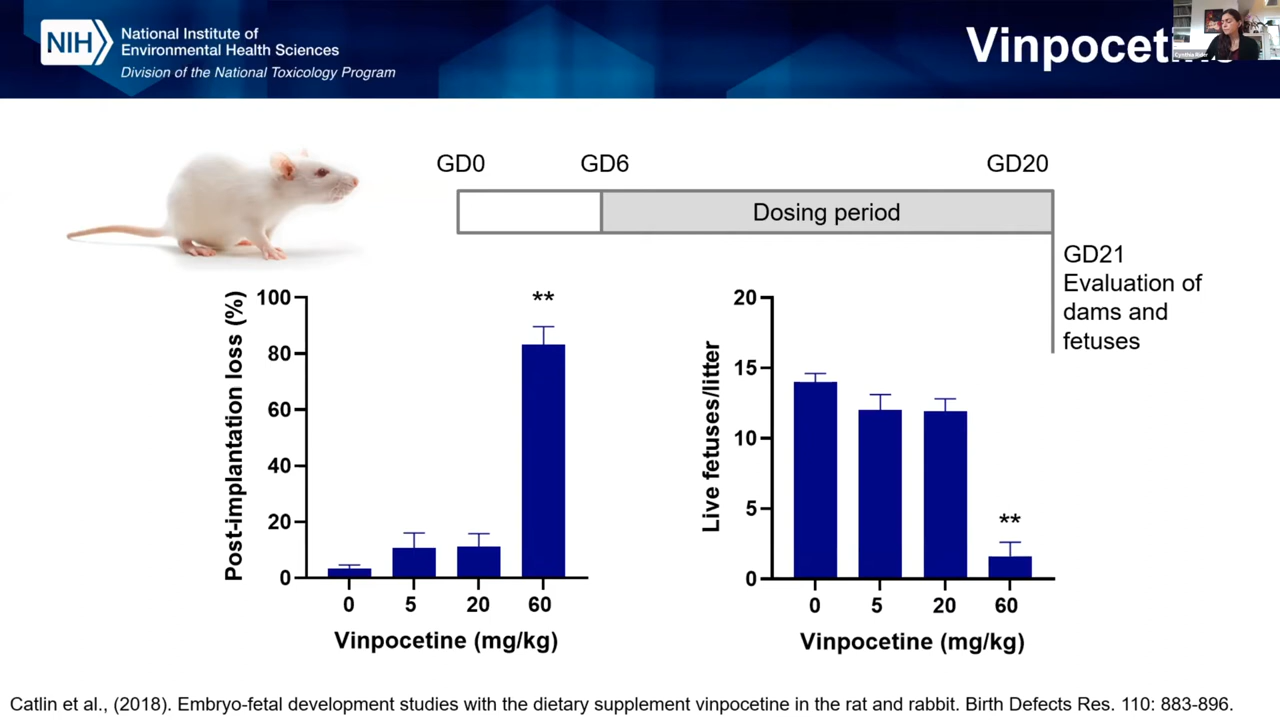 NIH
National Institute of
Environmental Health Sciences
Division of the National Toxicology Program
GD0
GD6
GD20
Dosing period
GD21
Evaluation of
dams and
fetuses
Post-implantation loss (%)
100
80
60
40
20
0
**
0 5 20 60
Vinpocetine (mg/kg)
Live fetuses/litter
20
15
10
5
0
**
0 5 20 60
Vinpocetine (mg/kg)
Catlin et al., (2018). Embryo-fetal development studies with the dietary supplement vinpocetine in the rat and rabbit. Birth Defects Res. 110: 883-896.